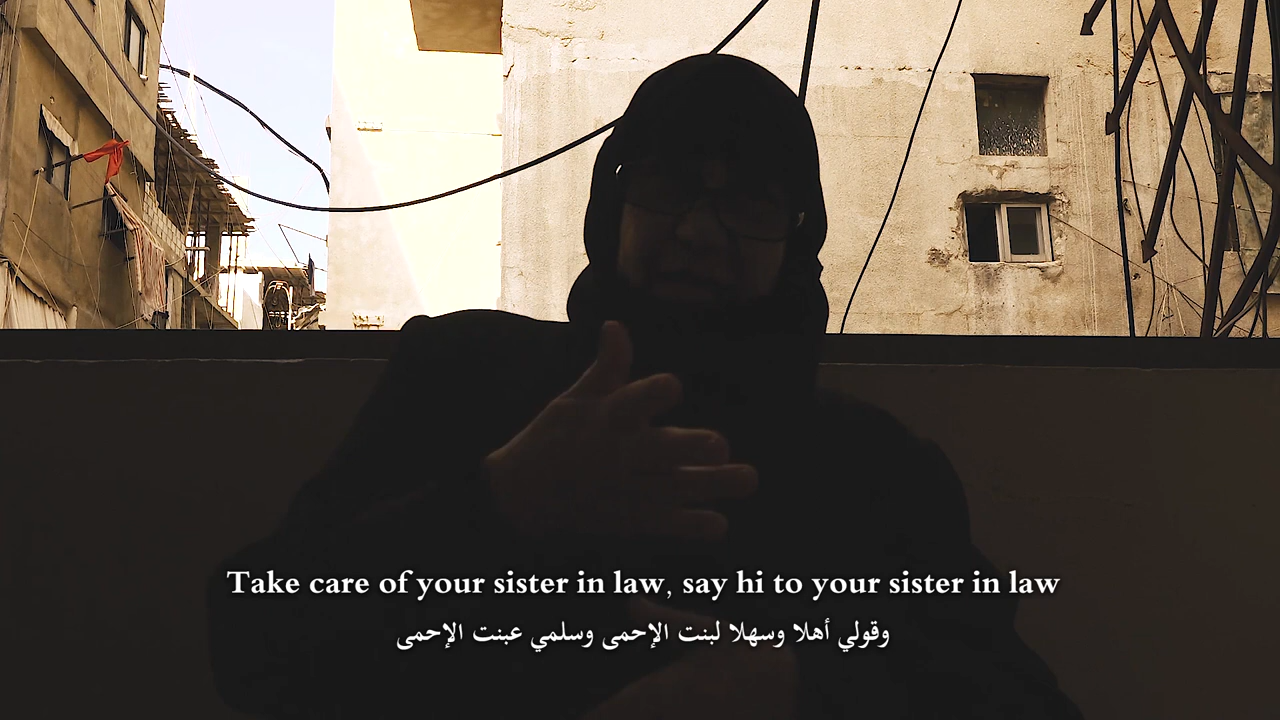 Take care of your sister in law, say hi to your sister in law
وقولي أهلا وسهلا لبنت الإحمى وسلمي عبنت الإحمى